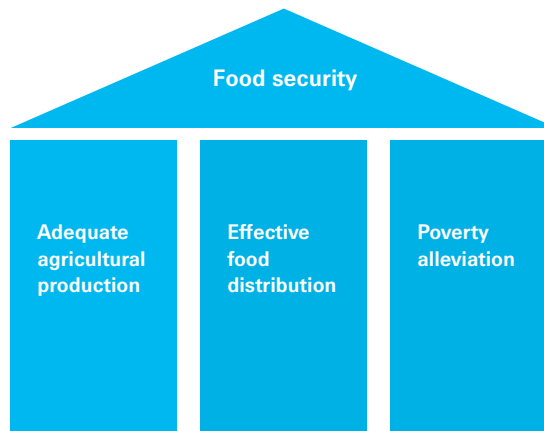 Food security
Adequate
agricultural
production
Effective
food
distribution
Poverty
alleviation